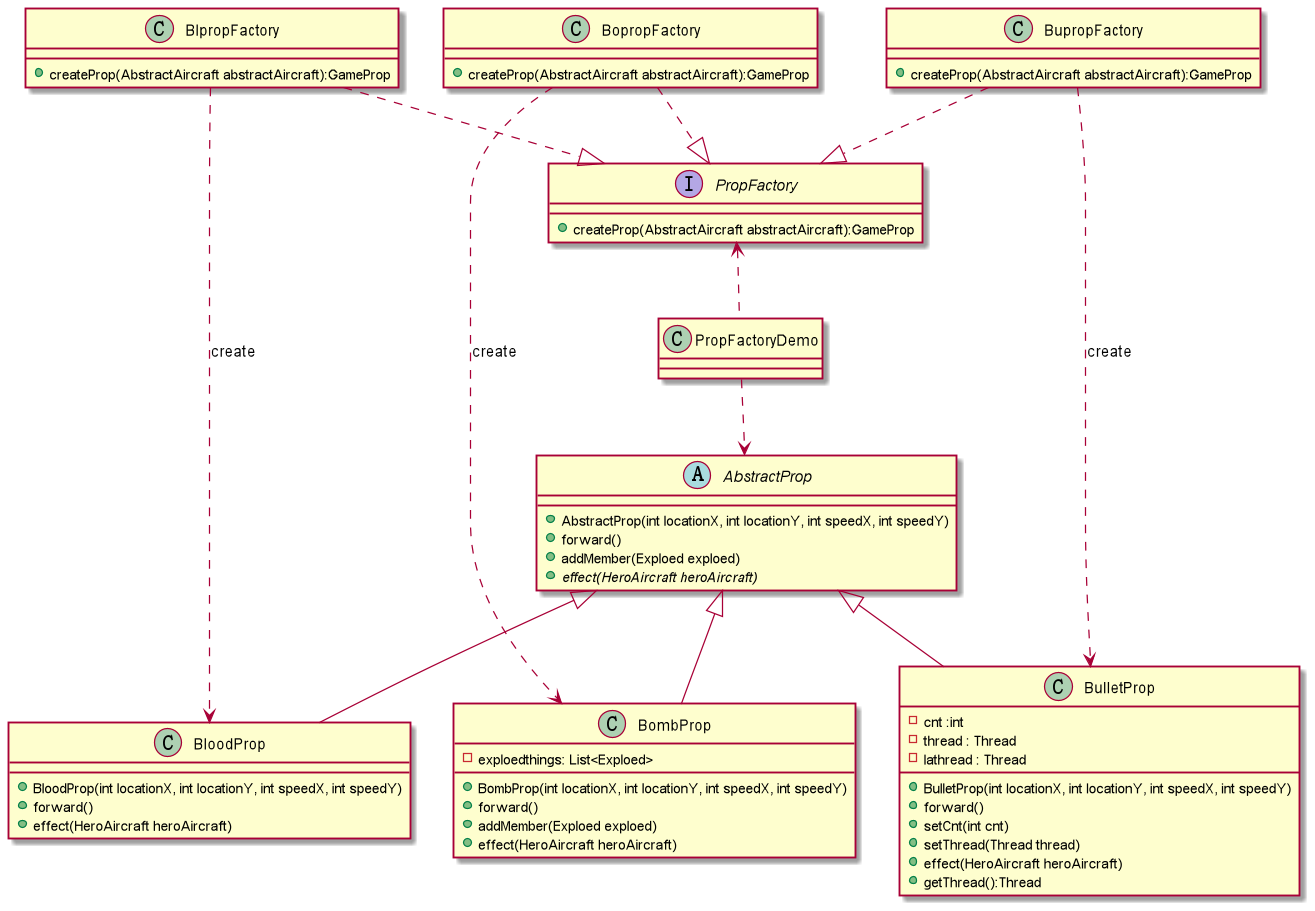 C BlpropFactory
createProp(AbstractAircraft abstractAircraft):GameProp
C BopropFactory
createProp(AbstractAircraft abstractAircraft):GameProp
C BupropFactory
createProp(AbstractAircraft abstractAircraft):GameProp
I PropFactory
createProp(AbstractAircraft abstractAircraft):GameProp
create
create
C PropFactoryDemo
create
A AbstractProp
AbstractProp(int locationX, int locationY, int speedX, int speedY)
forward()
addMember(Exploed exploed)
effect(HeroAircraft heroAircraft)
C BloodProp
BloodProp(int locationX, int locationY, int speedX, int speedY)
forward()
effect(HeroAircraft heroAircraft)
C BombProp
exploedthings: List<Exploed>
BombProp(int locationX, int locationY, int speedX, int speedY)
forward()
addMember(Exploed exploed)
effect(HeroAircraft heroAircraft)
C BulletProp
cnt :int
thread : Thread
lathread : Thread
BulletProp(int locationX, int locationY, int speedX, int speedY)
forward()
setCnt(int cnt)
setThread(Thread thread)
effect(HeroAircraft heroAircraft)
getThread():Thread